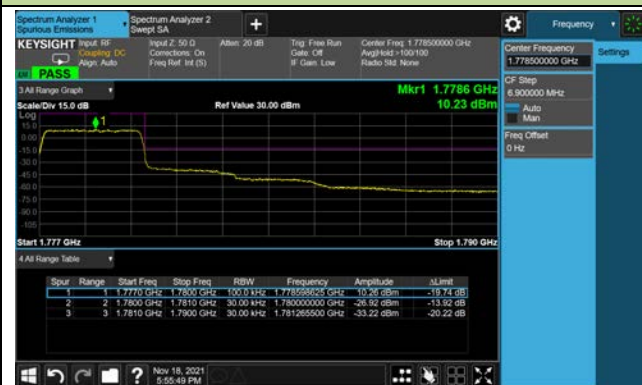 Spectrum Analyzer 1
Spurious Emissions
Spectrum Analyzer 2
Swept SA
+
Frequency
KEYSIGHT
Input: RF
Coupling: DC
Align: Auto
Input Z: 50 Ω
Corrections: On
Freq Ref: Int (S)
Atten: 20 dB
Trig: Free Run
Gate: Off
IF Gain: Low
Center Freq: 1.778500000 GHz
Avg|Hold:>100/100
Radio Std: None
PASS
3 All Range Graph
Scale/Div 15.0 dB
Ref Value 30.00 dBm
Mkr1 1.7786 GHz
10.23 dBm
Log
15.0
0.00
-15.0
-30.0
-45.0
-60.0
-75.0
-90.0
-105
1
Start 1.777 GHz
Stop 1.790 GHz
4 All Range Table
Spur Range Start Freq Stop Freq RBW Frequency Amplitude ΔLimit
1 1 1.7770 GHz 1.7800 GHz 100.0 kHz 1.778598625 GHz 10.26 dBm -19.74 dB
2 2 1.7800 GHz 1.7810 GHz 30.00 kHz 1.780000000 GHz -26.92 dBm -13.92 dB
3 3 1.7810 GHz 1.7900 GHz 30.00 kHz 1.781265500 GHz -33.22 dBm -20.22 dB
Center Frequency
1.778500000 GHz
Settings
CF Step
6.900000 MHz
Auto
Man
Freq Offset
0 Hz
?
Nov 18, 2021
5:55:49 PM